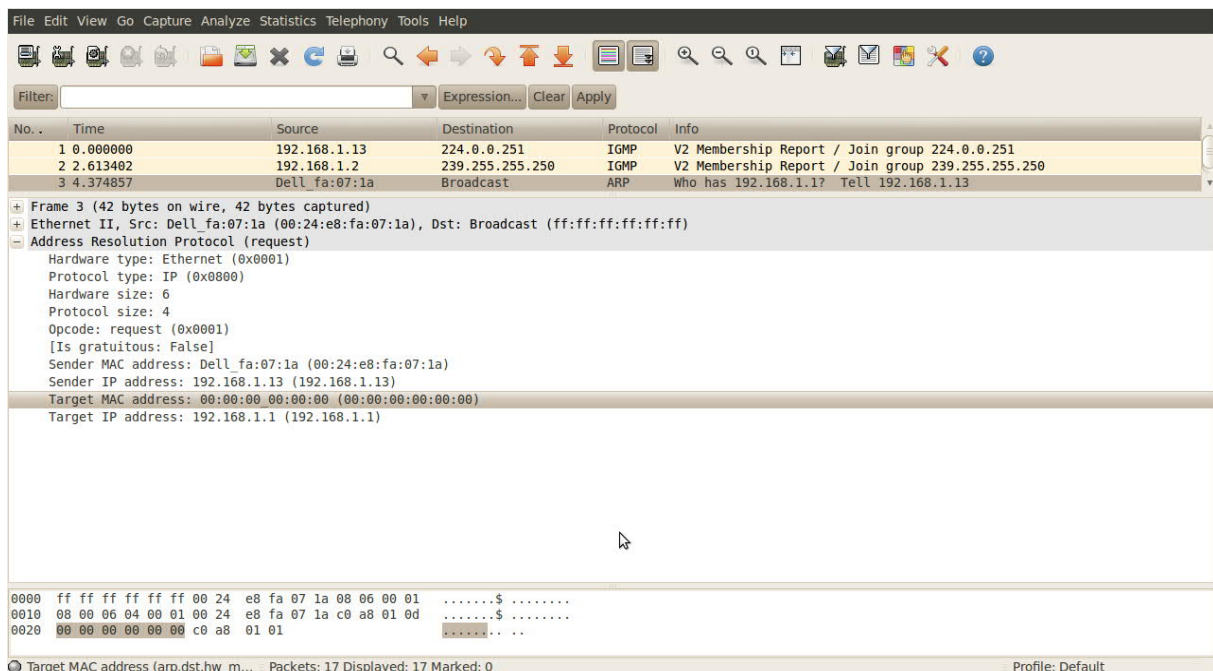 File Edit View Go Capture Analyze Statistics Telephony Tools Help
Filter: Expression... Clear Apply
No. . Time Source Destination Protocol Info
1 0.000000 192.168.1.13 224.0.0.251 IGMP V2 Membership Report / Join group 224.0.0.251
2 2.613402 192.168.1.2 239.255.255.250 IGMP V2 Membership Report / Join group 239.255.255.250
3 4.374857 Dell_fa:07:1a Broadcast ARP Who has 192.168.1.1? Tell 192.168.1.13
Frame 3 (42 bytes on wire, 42 bytes captured)
Ethernet II, Src: Dell_fa:07:1a (00:24:e8:fa:07:1a), Dst: Broadcast (ff:ff:ff:ff:ff:ff)
Address Resolution Protocol (request)
Hardware type: Ethernet (0x0001)
Protocol type: IP (0x0800)
Hardware size: 6
Protocol size: 4
Opcode: request (0x0001)
[Is gratuitous: False]
Sender MAC address: Dell_fa:07:1a (00:24:e8:fa:07:1a)
Sender IP address: 192.168.1.13 (192.168.1.13)
Target MAC address: 00:00:00_00:00:00 (00:00:00:00:00:00)
Target IP address: 192.168.1.1 (192.168.1.1)
0000 ff ff ff ff ff ff 00 24 e8 fa 07 1a 08 06 00 01 .......$ ........
0010 08 00 06 04 00 01 00 24 e8 fa 07 1a c0 a8 01 0d .......$ ........
0020 00 00 00 00 00 00 c0 a8 01 01 ........ ..
Target MAC address (arp.dst.hw_m... Packets: 17 Displayed: 17 Marked: 0 Profile: Default